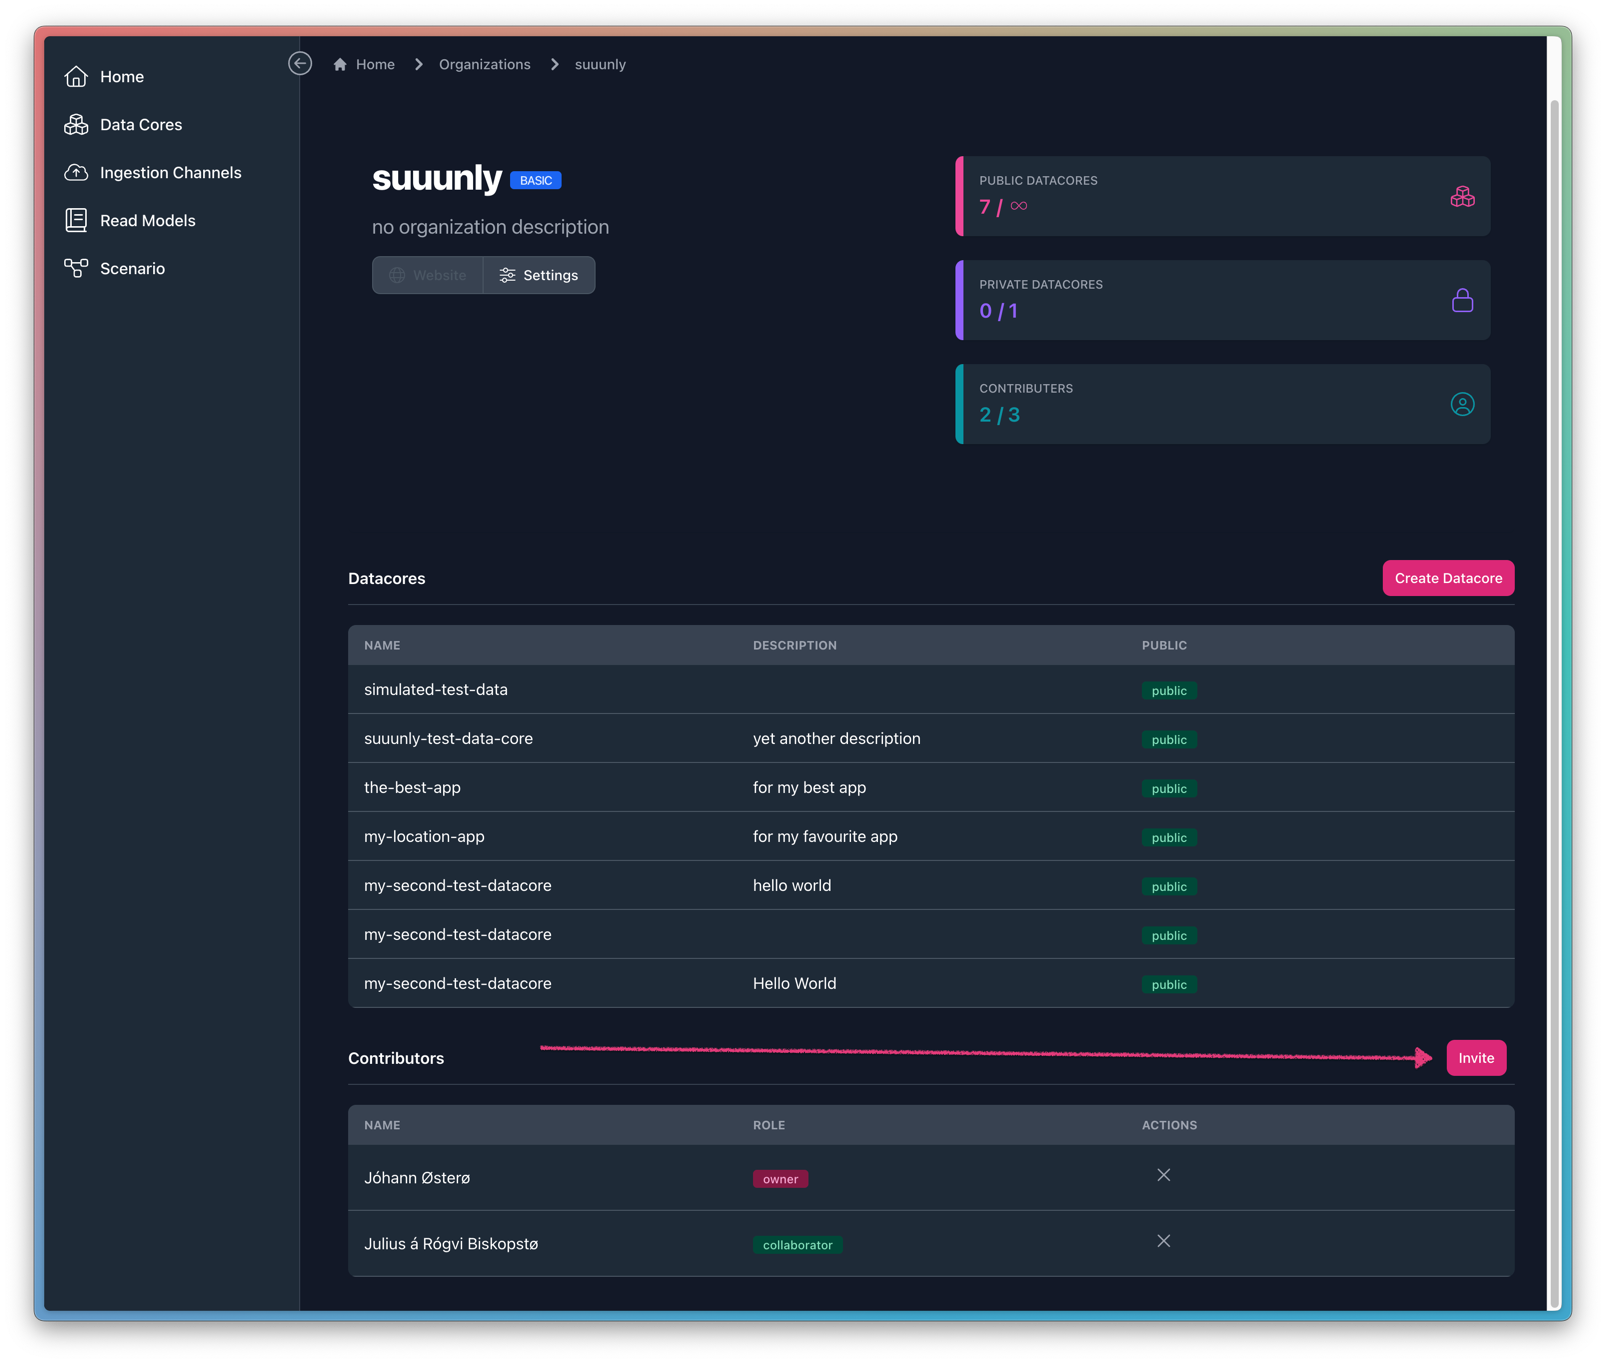 Home
Data Cores
Ingestion Channels
Read Models
Scenario
Home > Organizations > suuunly
suuunly BASIC
no organization description
Website Settings
PUBLIC DATACORES
7 / ∞
PRIVATE DATACORES
0 / 1
CONTRIBUTERS
2 / 3
Datacores Create Datacore
NAME DESCRIPTION PUBLIC
simulated-test-data public
suuunly-test-data-core yet another description public
the-best-app for my best app public
my-location-app for my favourite app public
my-second-test-datacore hello world public
my-second-test-datacore public
my-second-test-datacore Hello World public
Contributors Invite
NAME ROLE ACTIONS
Jóhann Østerø owner
Julius á Rógvi Biskopstø collaborator